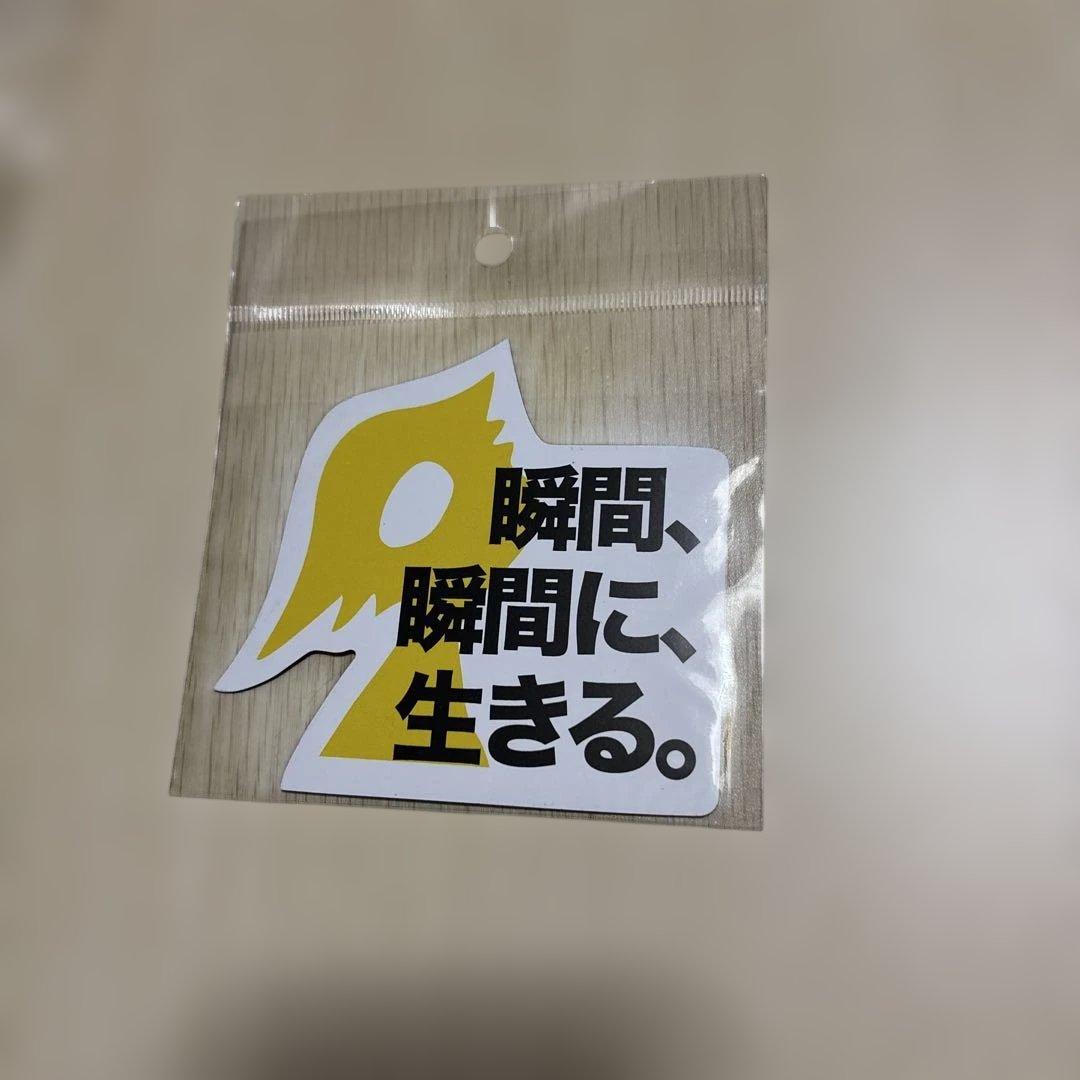 瞬間、
瞬間に、
生きる。